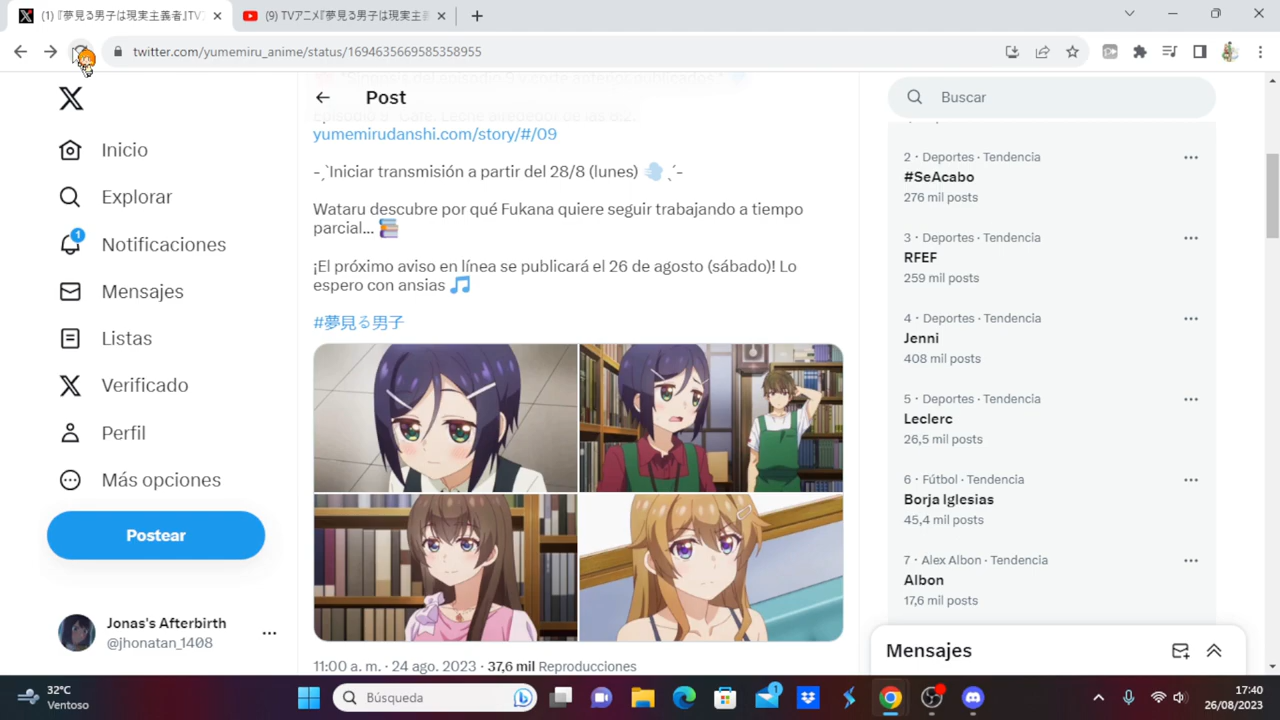 (1) 『夢見る男子は現実主義者』TVア
(9) TVアニメ『夢見る男子は現実主義
twitter.com/yumemiru_anime/status/1694635669585358955
Inicio
Explorar
1
Notificaciones
Mensajes
Listas
Verificado
Perfil
Más opciones
Postear
Jonas's Afterbirth
@jhonatan_1408
Post
yumemirudanshi.com/story/#/09
-ˏˋIniciar transmisión a partir del 28/8 (lunes) 💨 ˎˊ-
Wataru descubre por qué Fukana quiere seguir trabajando a tiempo
parcial... 📚
¡El próximo aviso en línea se publicará el 26 de agosto (sábado)! Lo
espero con ansias 🎵
#夢見る男子
11:00 a. m. · 24 ago. 2023 · 37,6 mil Reproducciones
Buscar
2 · Deportes · Tendencia
#SeAcabo
276 mil posts
3 · Deportes · Tendencia
RFEF
259 mil posts
4 · Deportes · Tendencia
Jenni
408 mil posts
5 · Deportes · Tendencia
Leclerc
26,5 mil posts
6 · Fútbol · Tendencia
Borja Iglesias
45,4 mil posts
7 · Alex Albon · Tendencia
Albon
17,6 mil posts
Mensajes
32°C
Ventoso
Búsqueda
1
17:40
26/08/2023